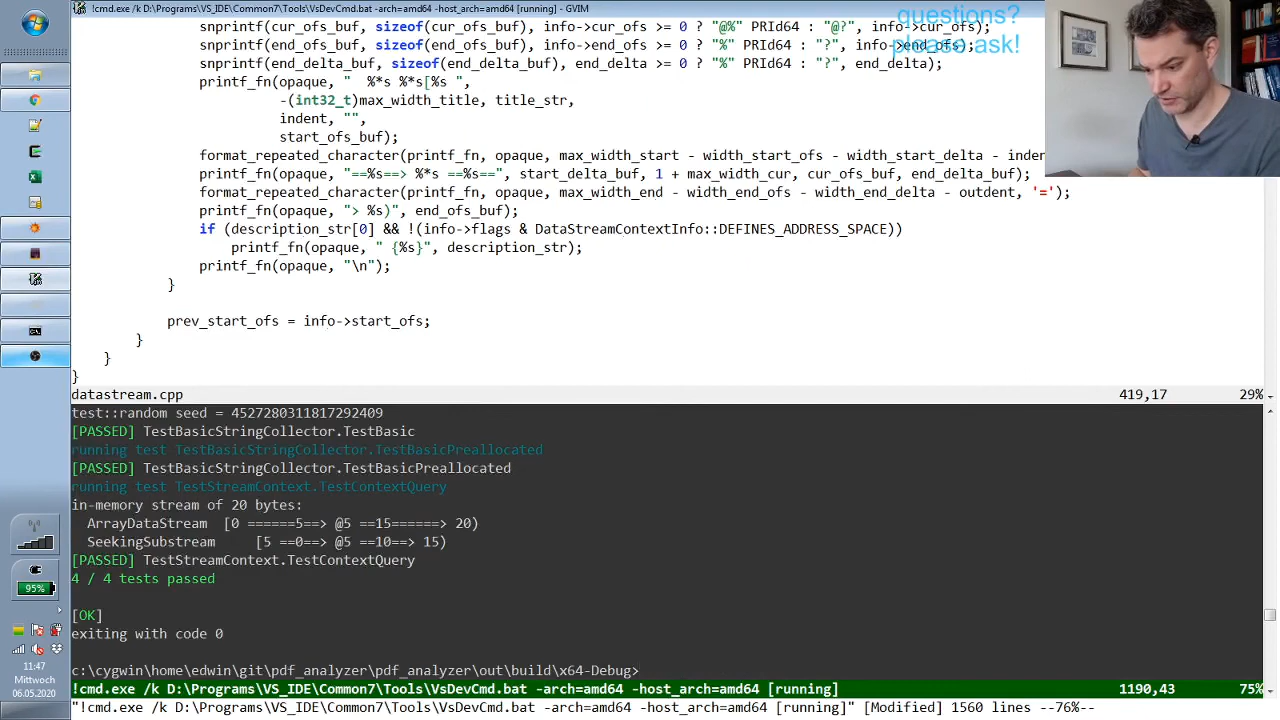 !cmd.exe /k D:\Programs\VS_IDE\Common7\Tools\VsDevCmd.bat -arch=amd64 -host_arch=amd64 [running] - GVIM
questions?
please ask!
snprintf(cur_ofs_buf, sizeof(cur_ofs_buf), info->cur_ofs >= 0 ? "@%" PRId64 : "@?", info->cur_ofs);
snprintf(end_ofs_buf, sizeof(end_ofs_buf), info->end_ofs >= 0 ? "%" PRId64 : "?", info->end_ofs);
snprintf(end_delta_buf, sizeof(end_delta_buf), end_delta >= 0 ? "%" PRId64 : "?", end_delta);
printf_fn(opaque, "  %*s %*s[%s ",
-(int32_t)max_width_title, title_str,
indent, "",
start_ofs_buf);
format_repeated_character(printf_fn, opaque, max_width_start - width_start_ofs - width_start_delta - inden
printf_fn(opaque, "==%s==> %*s ==%s==", start_delta_buf, 1 + max_width_cur, cur_ofs_buf, end_delta_buf);
format_repeated_character(printf_fn, opaque, max_width_end - width_end_ofs - width_end_delta - outdent, '=');
printf_fn(opaque, "> %s)", end_ofs_buf);
if (description_str[0] && !(info->flags & DataStreamContextInfo::DEFINES_ADDRESS_SPACE))
printf_fn(opaque, " {%s}", description_str);
printf_fn(opaque, "\n");
}
prev_start_ofs = info->start_ofs;
}
}
}
datastream.cpp 419,17 29%
test::random seed = 4527280311817292409
[PASSED] TestBasicStringCollector.TestBasic
running test TestBasicStringCollector.TestBasicPreallocated
[PASSED] TestBasicStringCollector.TestBasicPreallocated
running test TestStreamContext.TestContextQuery
in-memory stream of 20 bytes:
ArrayDataStream [0 ======5==> @5 ==15======> 20)
SeekingSubstream [5 ==0==> @5 ==10==> 15)
[PASSED] TestStreamContext.TestContextQuery
4 / 4 tests passed
[OK]
exiting with code 0
c:\cygwin\home\edwin\git\pdf_analyzer\pdf_analyzer\out\build\x64-Debug>
!cmd.exe /k D:\Programs\VS_IDE\Common7\Tools\VsDevCmd.bat -arch=amd64 -host_arch=amd64 [running] 1190,43 75%
"!cmd.exe /k D:\Programs\VS_IDE\Common7\Tools\VsDevCmd.bat -arch=amd64 -host_arch=amd64 [running]" [Modified] 1560 lines --76%--
95%
11:47
Mittwoch
06.05.2020